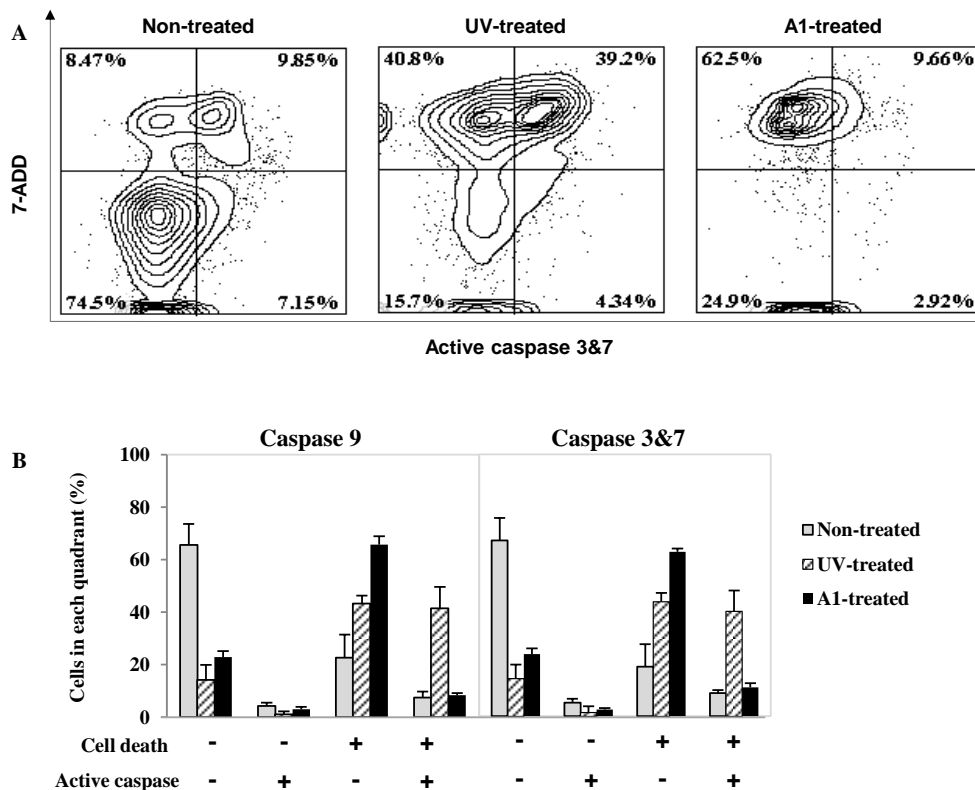 A
Non-treated
UV-treated
A1-treated
8.47%
9.85%
40.8%
39.2%
62.5%
9.66%
7-ADD
74.5%
7.15%
15.7%
4.34%
24.9%
2.92%
Active caspase 3&7
B
Caspase 9
Caspase 3&7
Cells in each quadrant (%)
100
80
60
40
20
0
Non-treated
UV-treated
A1-treated
Cell death - - + + - - + +
Active caspase - + - + - + - +